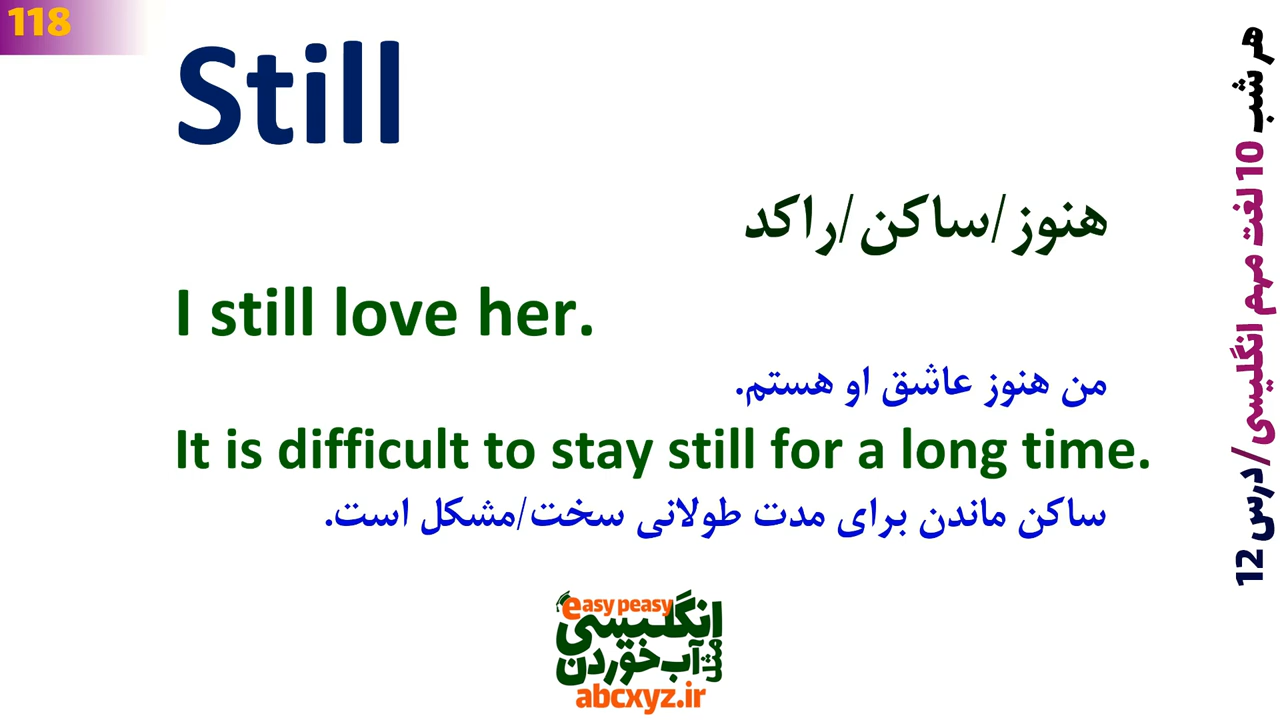 118
Still
هنوز/ساکن/راکد
I still love her.
من هنوز عاشق او هستم.
It is difficult to stay still for a long time.
ساکن ماندن برای مدت طولانی سخت/مشکل است.
هر شب 10 لغت مهم انگلیسی/درس 12
easy peasy
انگلیسی
مثل آب خوردن
abcxyz.ir